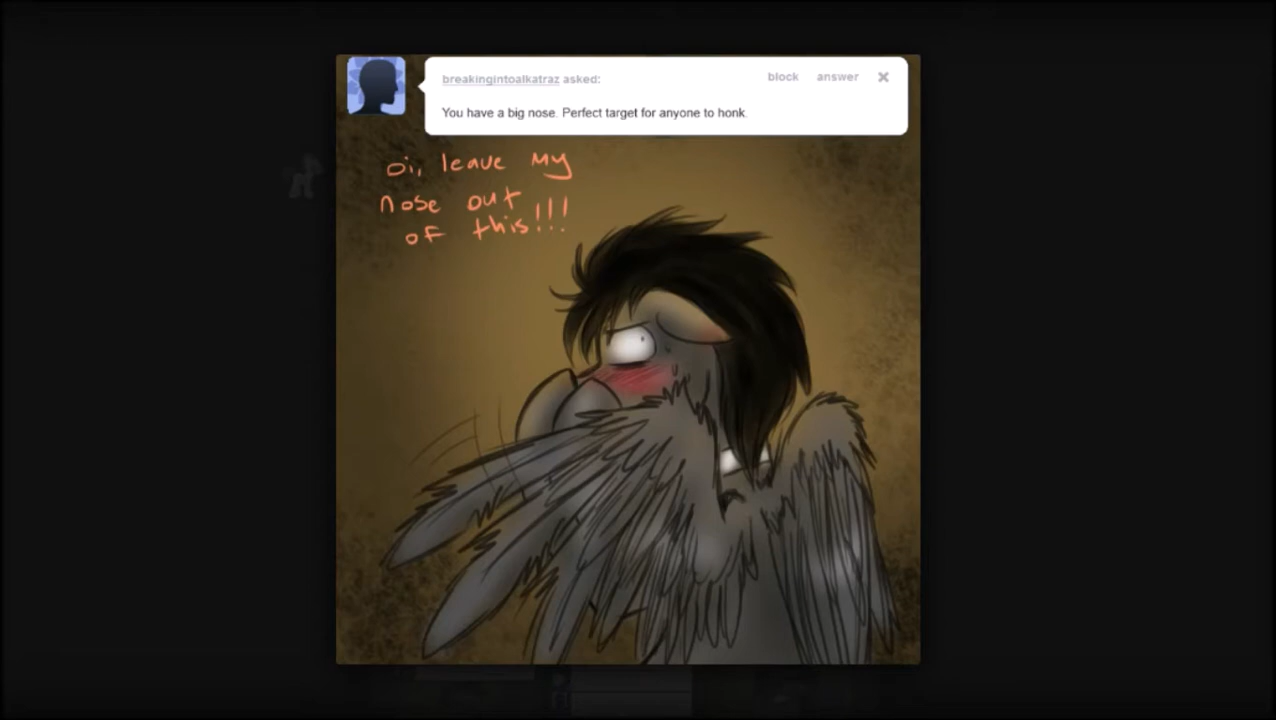 breakingintoalkatraz asked:
block answer
You have a big nose. Perfect target for anyone to honk.
oi, leave my
nose out
of this!!!